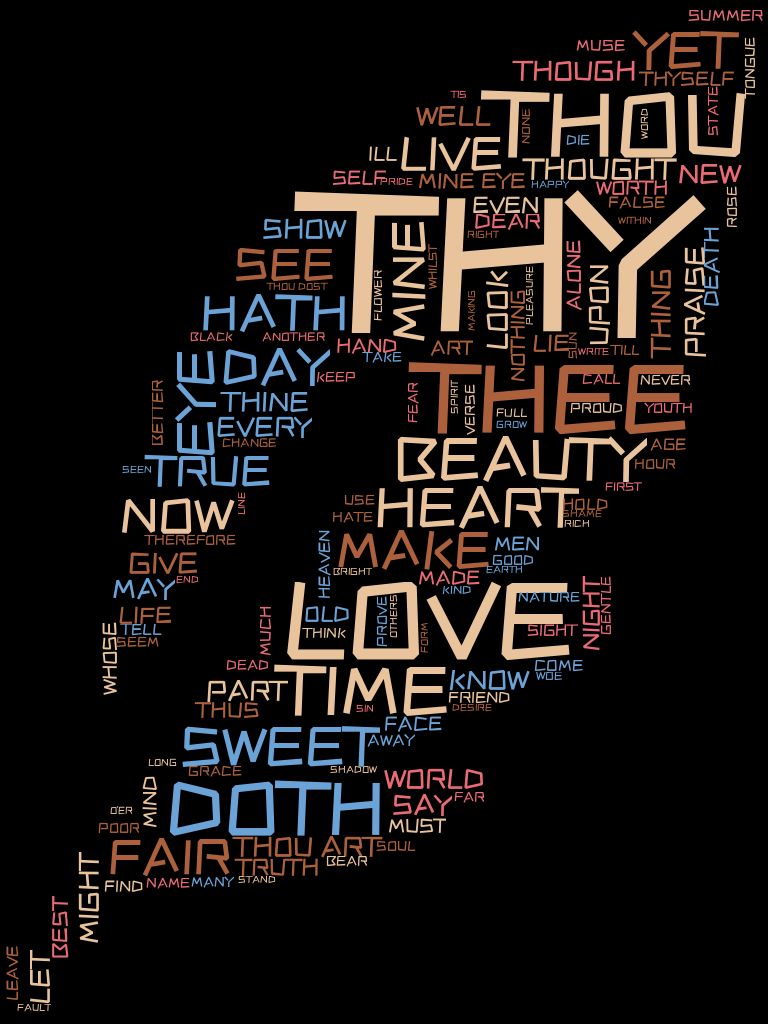 SUMMER
YET
MUSE
THOUGH
THYSELF
TONGUE
TIS
WELL
THOU
NONE
WORD
STATE
DIE
ILL
LIVE
THOUGHT
NEW
SELF
PRIDE
MINE EYE
HAPPY
WORTH
THY
EVEN
FALSE
ROSE
DEAR
WITHIN
SHOW
RIGHT
MINE
WHILST
SEE
THOU DOST
FLOWER
MAKING
LOOK
NOTHING
PLEASURE
ALONE
UPON
THING
PRAISE
DEATH
HATH
BLACK
ANOTHER
HAND
TAKE
ART
LIE
SUN
WRITE
TILL
EYE
DAY
KEEP
THEE
CALL
NEVER
BETTER
THINE
FEAR
SPIRIT
VERSE
FULL
GROW
PROUD
YOUTH
EVERY
CHANGE
BEAUTY
AGE
HOUR
SEEN
TRUE
FIRST
NOW
LINE
USE
HATE
HEART
HOLD
SHAME
RICH
THEREFORE
HEAVEN
MAKE
MEN
GOOD
EARTH
GIVE
BRIGHT
MADE
KIND
MAY
END
LOVE
NATURE
NIGHT
GENTLE
LIFE
TELL
SEEM
WHOSE
MUCH
OLD
THINK
PROVE
OTHERS
FORM
SIGHT
DEAD
TIME
KNOW
COME
WOE
PART
THUS
SIN
FRIEND
DESIRE
FACE
AWAY
SWEET
LONG
GRACE
SHADOW
WORLD
MIND
DOTH
SAY
FAR
O'ER
POOR
MUST
FAIR
THOU ART
SOUL
TRUTH
BEAR
MIGHT
FIND
NAME
MANY
STAND
BEST
LEAVE
LET
FAULT